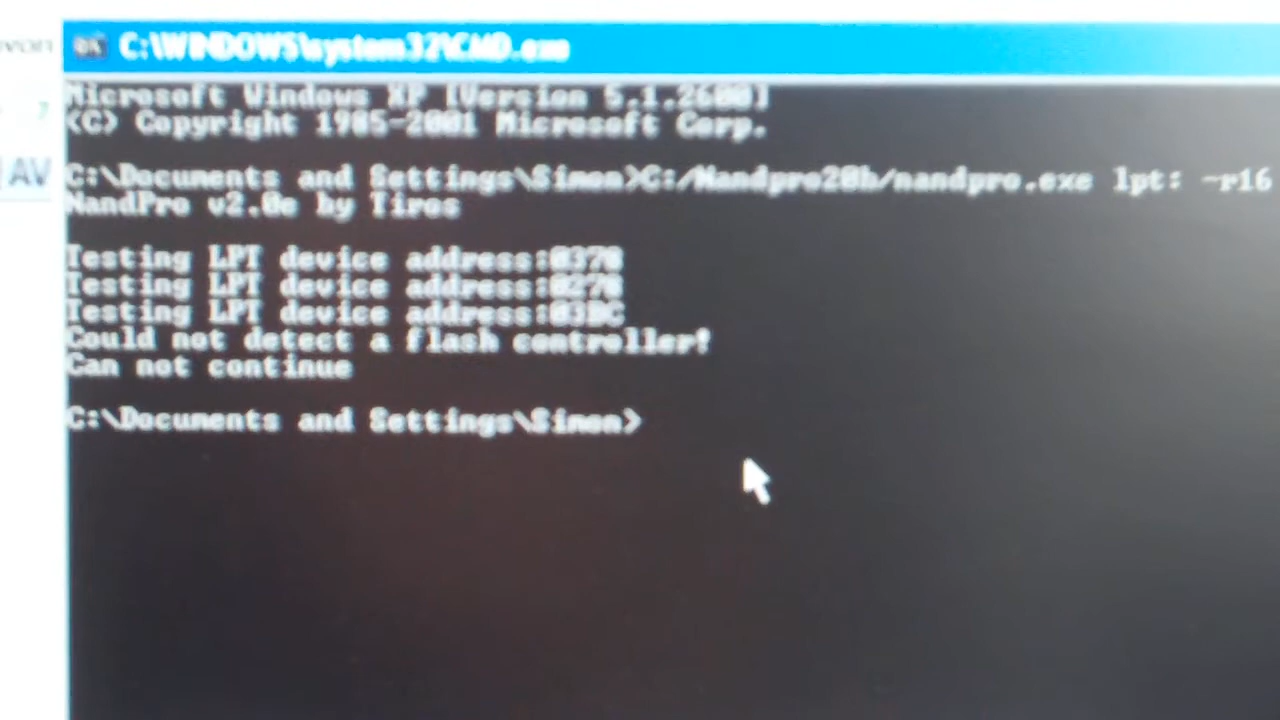 C:\WINDOWS\system32\CMD.exe
Microsoft Windows XP [Version 5.1.2600]
(C) Copyright 1985-2001 Microsoft Corp.
C:\Documents and Settings\Simon>C:/Nandpro20b/nandpro.exe lpt: -r16
NandPro v2.0e by Tiros
Testing LPT device address:0378
Testing LPT device address:0278
Testing LPT device address:03BC
Could not detect a flash controller!
Can not continue
C:\Documents and Settings\Simon>
AV